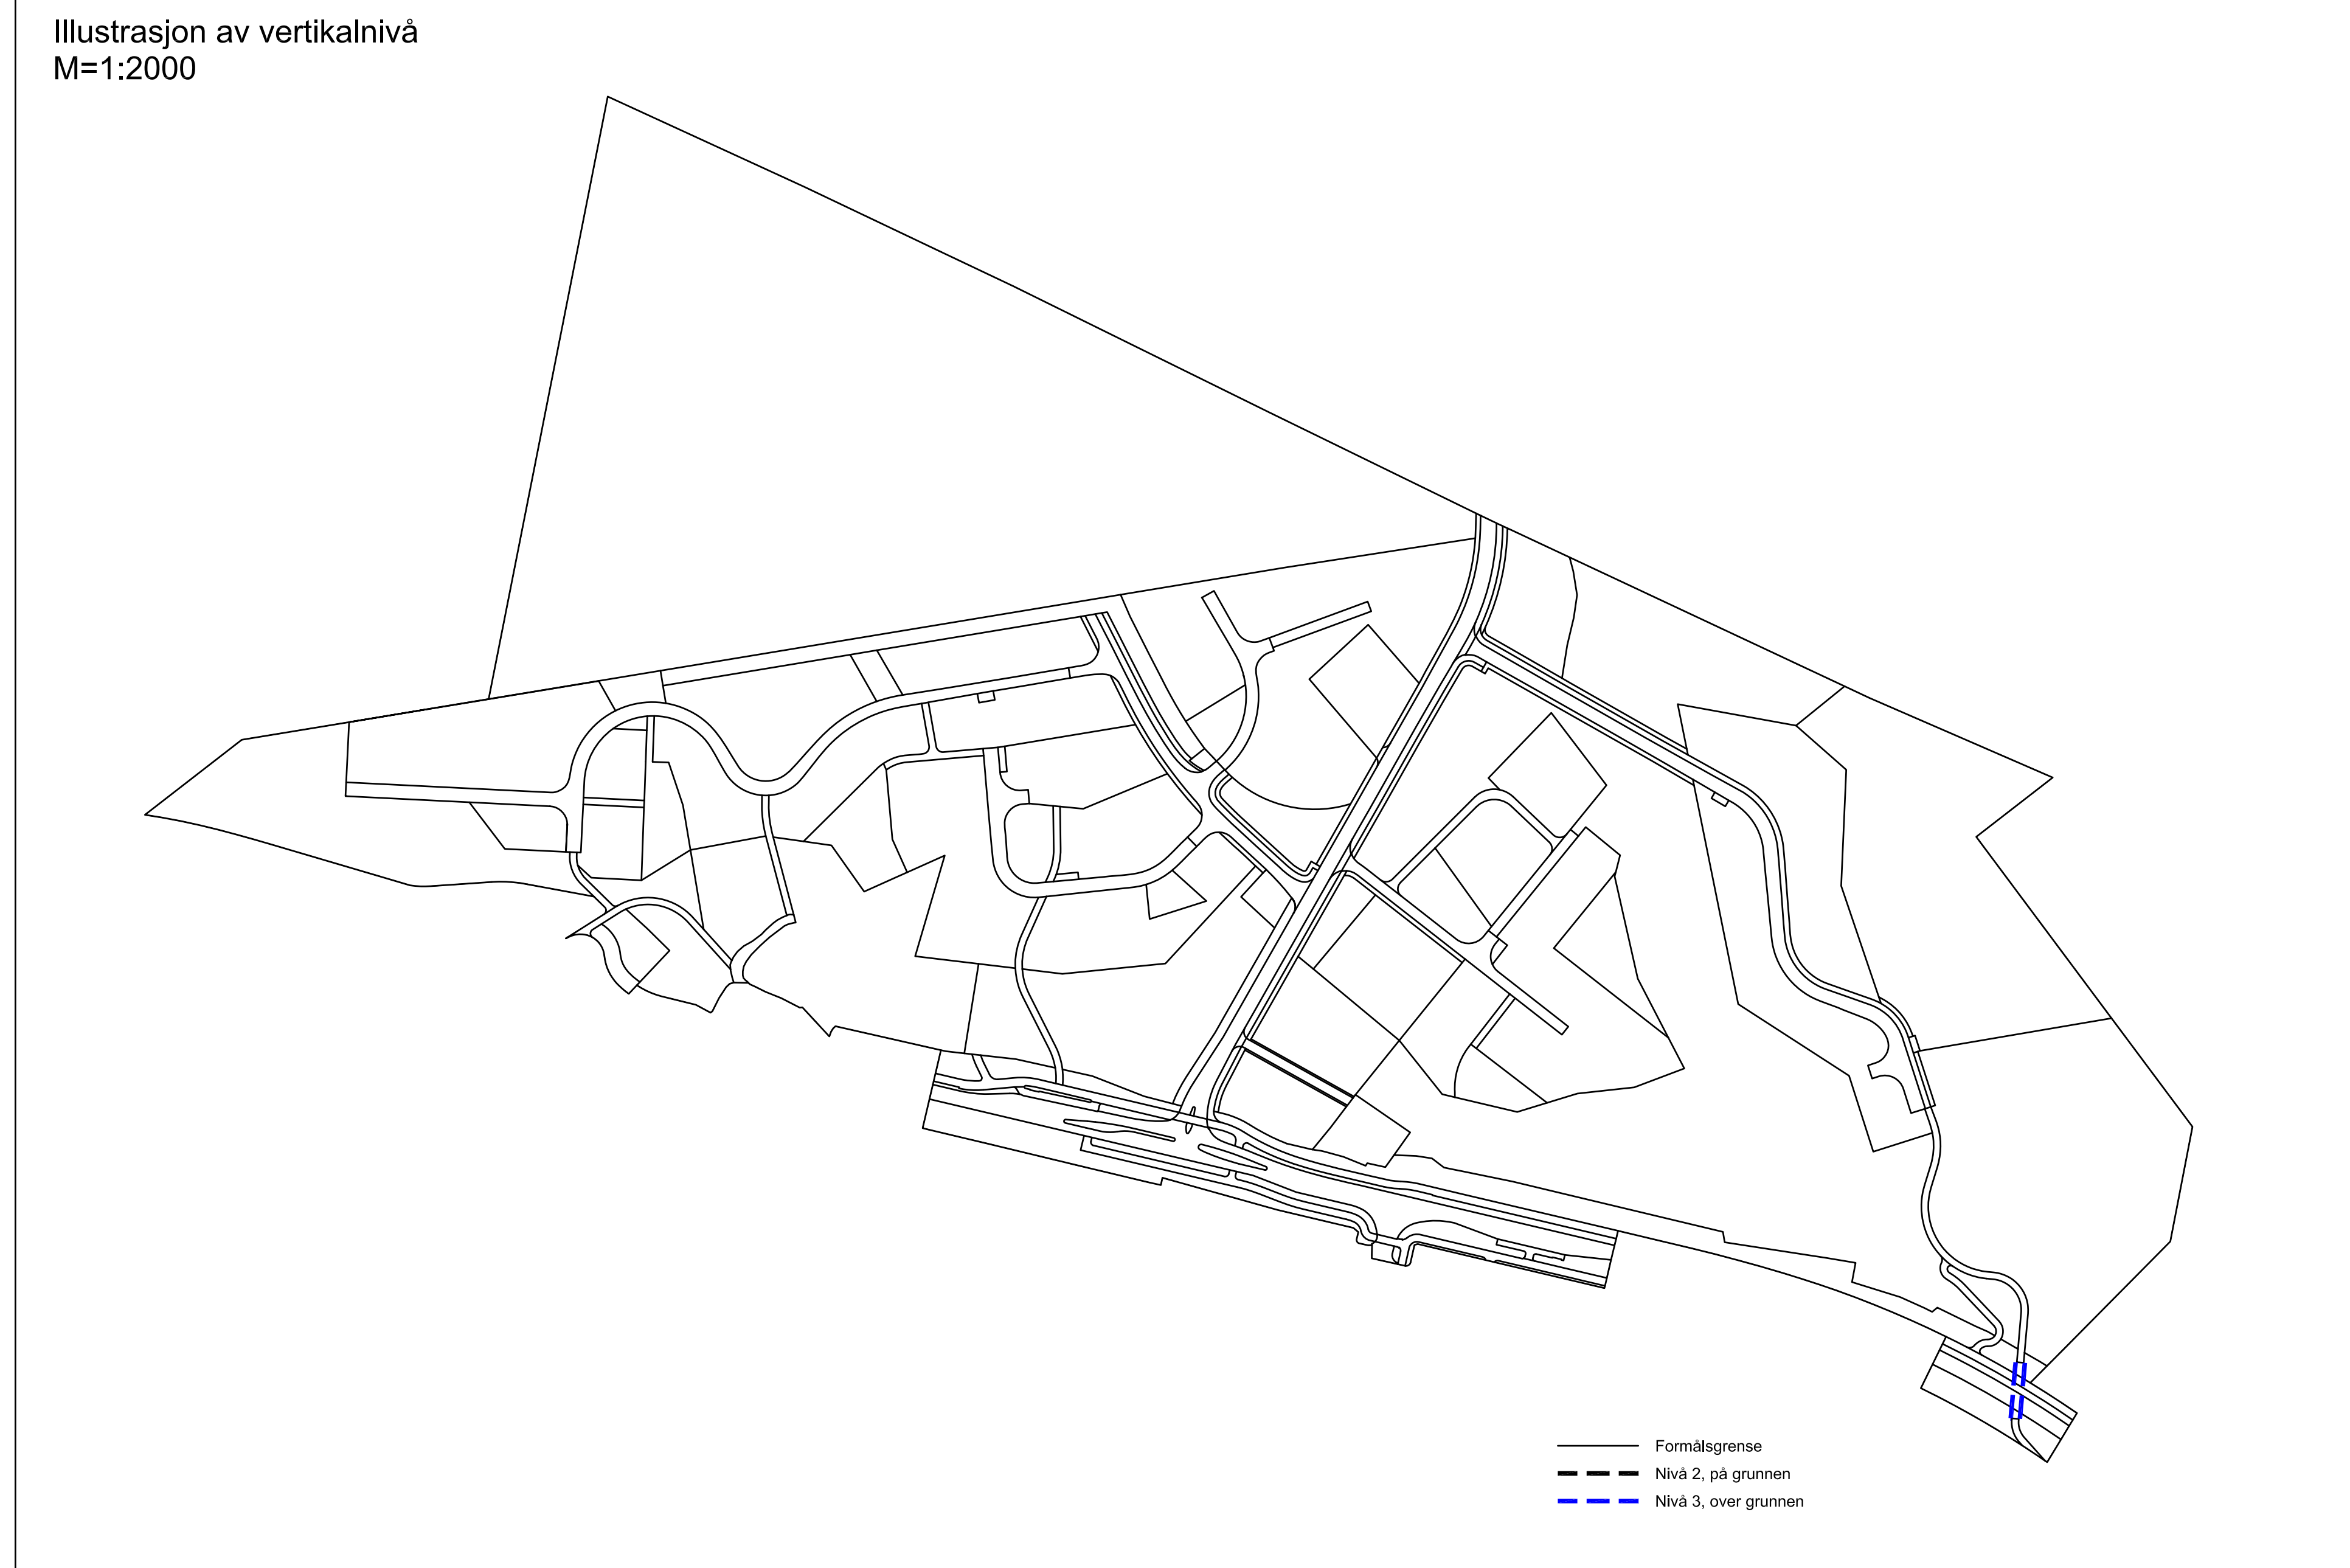 Illustrasjon av vertikalnivå
M=1:2000
Formålsgrense
Nivå 2, på grunnen
Nivå 3, over grunnen